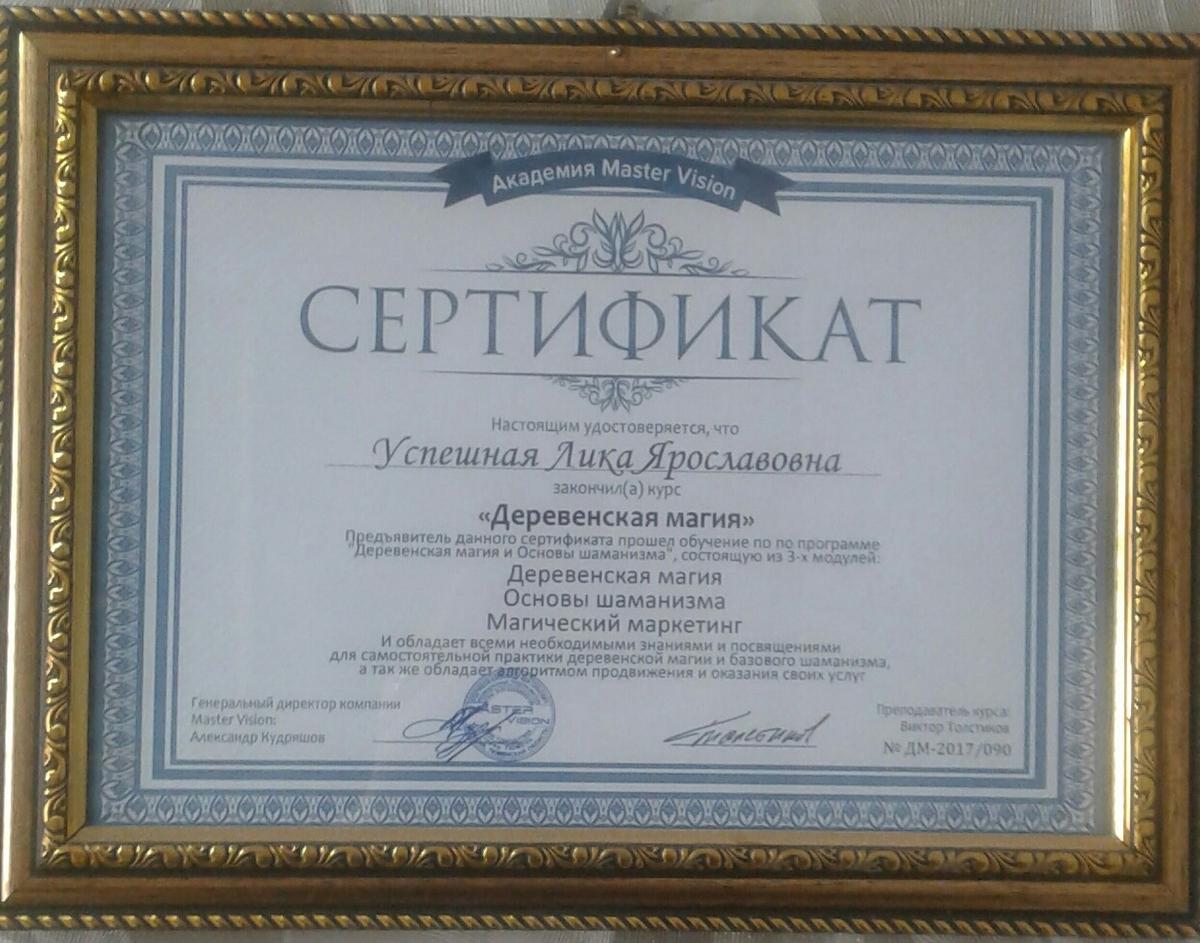 Академия Master Vision
СЕРТИФИКАТ
Настоящим удостоверяется, что
Успешная Лика Ярославовна
закончил(а) курс
«Деревенская магия»
Предъявитель данного сертификата прошел обучение по по программе
"Деревенская магия и Основы шаманизма", состоящую из 3-х модулей:
Деревенская магия
Основы шаманизма
Магический маркетинг
И обладает всеми необходимыми знаниями и посвящениями
для самостоятельной практики деревенской магии и базового шаманизма,
а так же обладает алгоритмом продвижения и оказания своих услуг
Генеральный директор компании
Master Vision:
Александр Кудряшов
MASTER
VISION
Толстиков
Преподаватель курса:
Виктор Толстиков
№ ДМ-2017/090